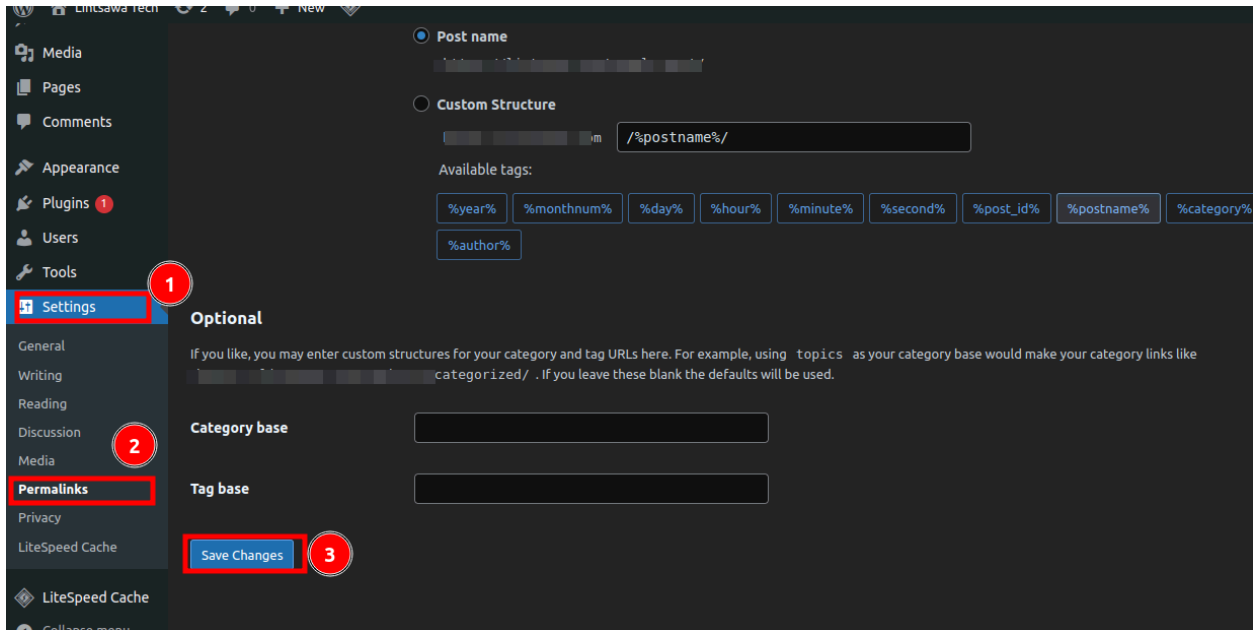 Lintsawa Tech 2 0 + New
Media
Pages
Comments
Appearance
Plugins 1
Users
Tools
1
Settings
General
Writing
Reading
Discussion
2
Media
Permalinks
Privacy
LiteSpeed Cache
LiteSpeed Cache
Collapse menu
Post name
Custom Structure
/%postname%/
Available tags:
%year% %monthnum% %day% %hour% %minute% %second% %post_id% %postname% %category%
%author%
Optional
If you like, you may enter custom structures for your category and tag URLs here. For example, using topics as your category base would make your category links like
categorized/ . If you leave these blank the defaults will be used.
Category base
Tag base
Save Changes 3